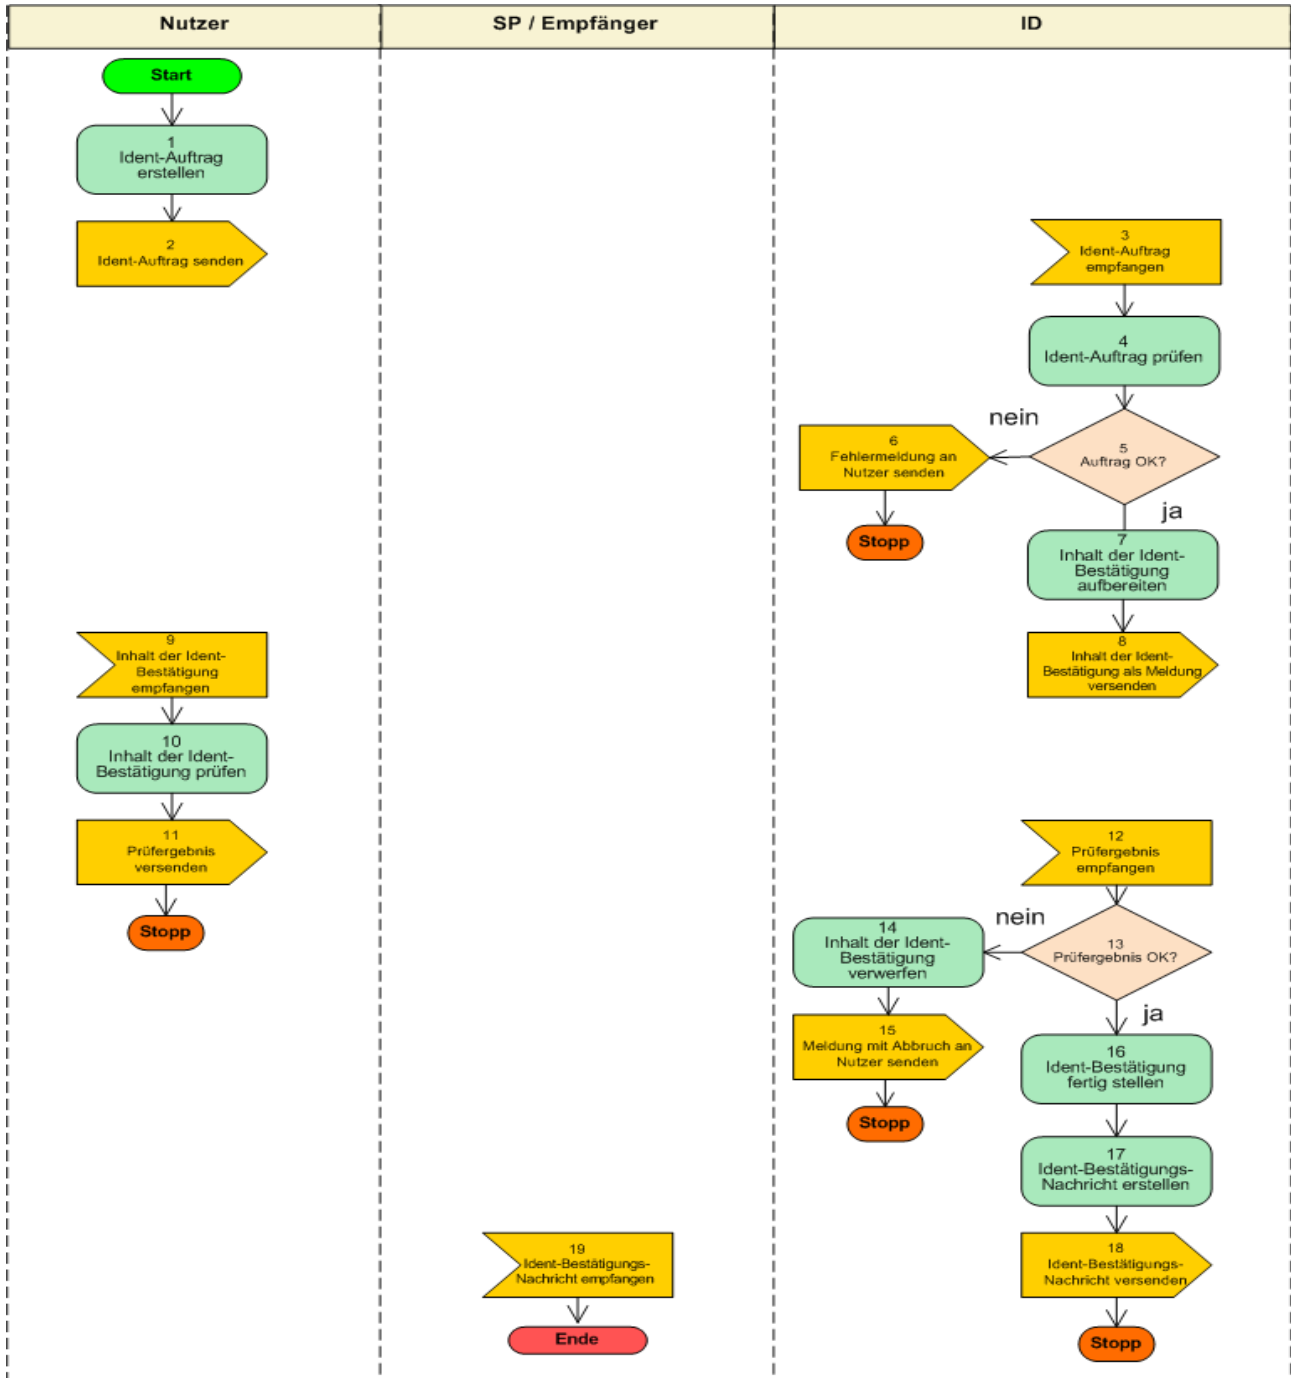 Nutzer
SP / Empfänger
ID
Start
1
Ident-Auftrag
erstellen
2
Ident-Auftrag senden
3
Ident-Auftrag
empfangen
4
Ident-Auftrag prüfen
nein
5
Auftrag OK?
6
Fehlermeldung an
Nutzer senden
Stopp
ja
7
Inhalt der Ident-
Bestätigung
aufbereiten
8
Inhalt der Ident-
Bestätigung als Meldung
versenden
9
Inhalt der Ident-
Bestätigung
empfangen
10
Inhalt der Ident-
Bestätigung prüfen
11
Prüfergebnis
versenden
Stopp
12
Prüfergebnis
empfangen
nein
13
Prüfergebnis OK?
14
Inhalt der Ident-
Bestätigung
verwerfen
15
Meldung mit Abbruch an
Nutzer senden
Stopp
ja
16
Ident-Bestätigung
fertig stellen
17
Ident-Bestätigungs-
Nachricht erstellen
18
Ident-Bestätigungs-
Nachricht versenden
Stopp
19
Ident-Bestätigungs-
Nachricht empfangen
Ende